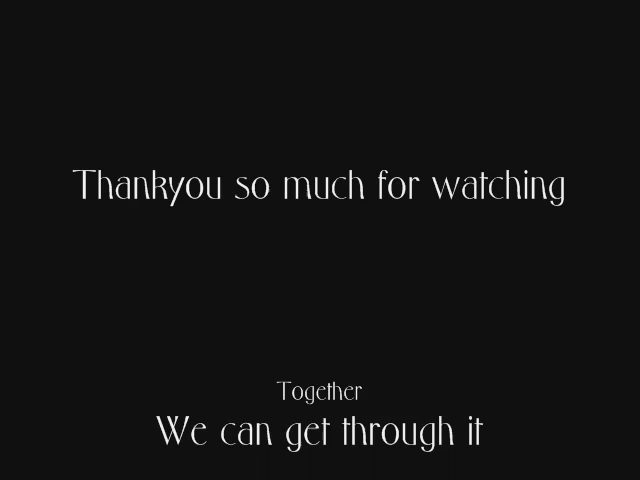 Thankyou so much for watching
Together
We can get through it